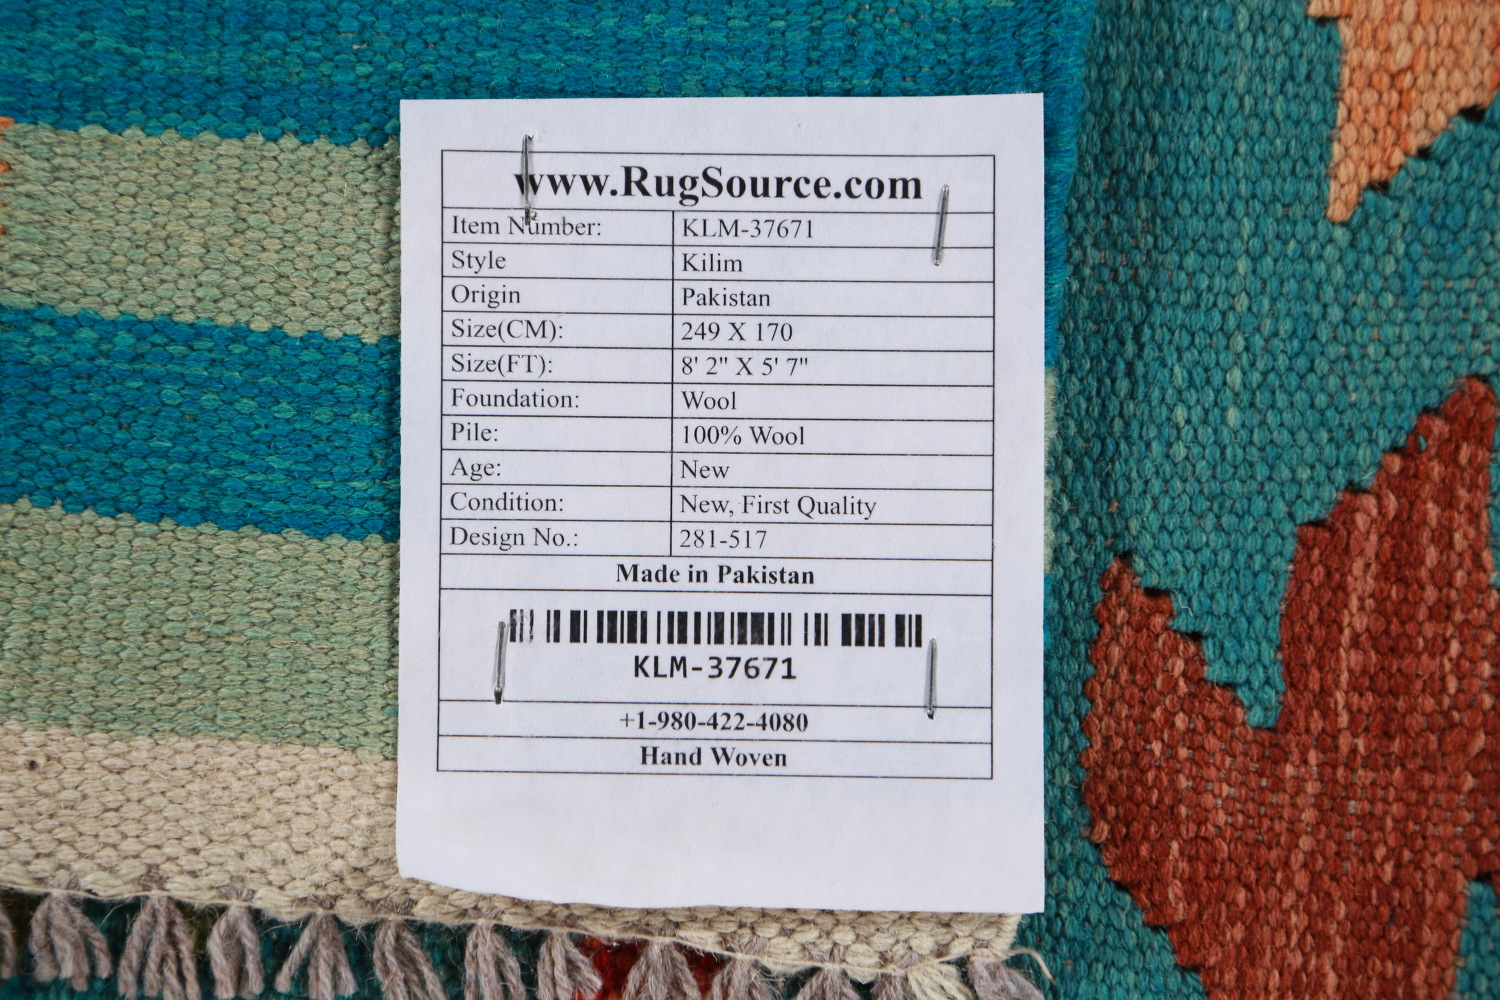 www.RugSource.com
Item Number: KLM-37671
Style Kilim
Origin Pakistan
Size(CM): 249 X 170
Size(FT): 8' 2" X 5' 7"
Foundation: Wool
Pile: 100% Wool
Age: New
Condition: New, First Quality
Design No.: 281-517
Made in Pakistan
KLM-37671
+1-980-422-4080
Hand Woven